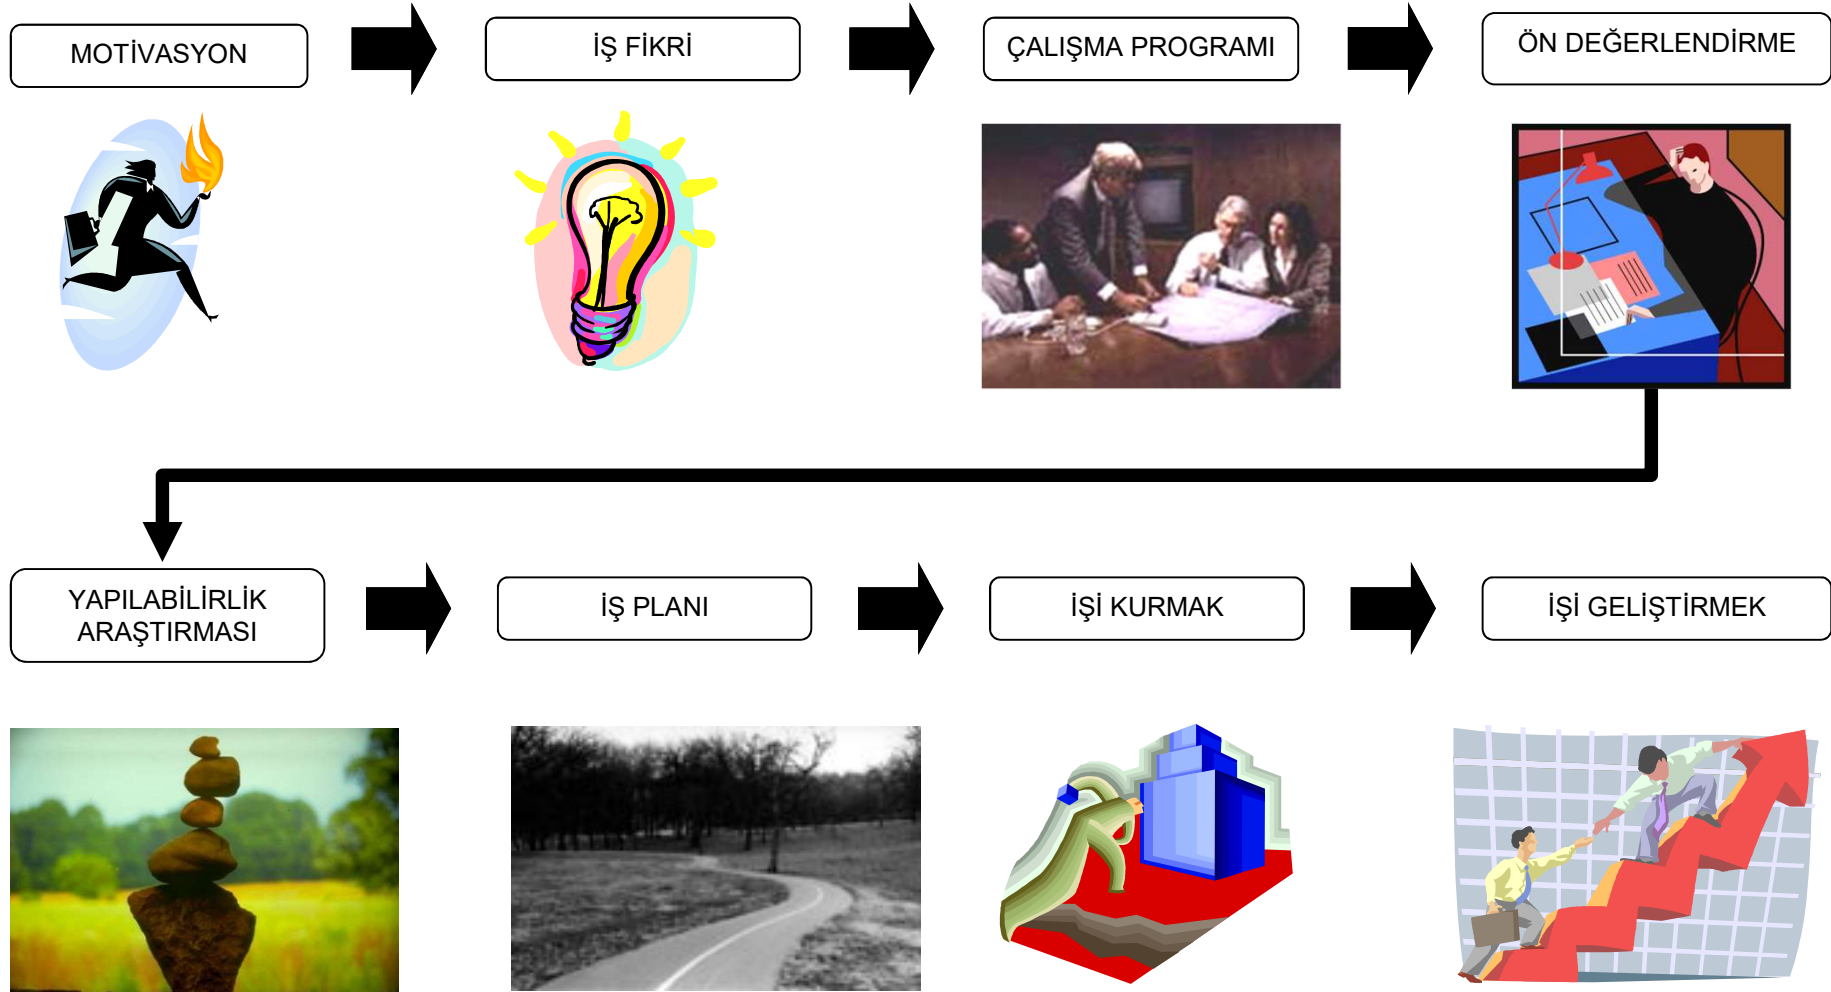 MOTİVASYON
İŞ FİKRİ
ÇALIŞMA PROGRAMI
ÖN DEĞERLENDİRME
YAPILABİLİRLİK
ARAŞTIRMASI
İŞ PLANI
İŞİ KURMAK
İŞİ GELİŞTİRMEK